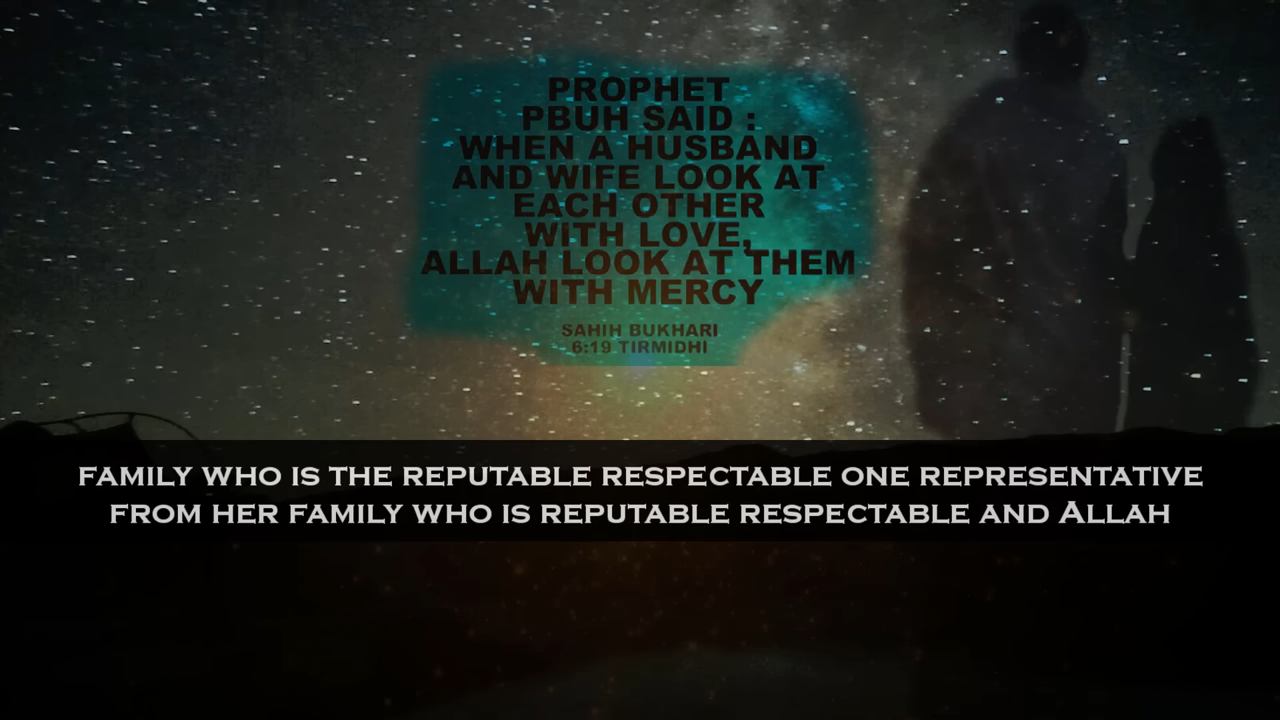 PROPHET
PBUH SAID :
WHEN A HUSBAND
AND WIFE LOOK AT
EACH OTHER
WITH LOVE,
ALLAH LOOK AT THEM
WITH MERCY
SAHIH BUKHARI
6:19 TIRMIDHI
FAMILY WHO IS THE REPUTABLE RESPECTABLE ONE REPRESENTATIVE
FROM HER FAMILY WHO IS REPUTABLE RESPECTABLE AND ALLAH